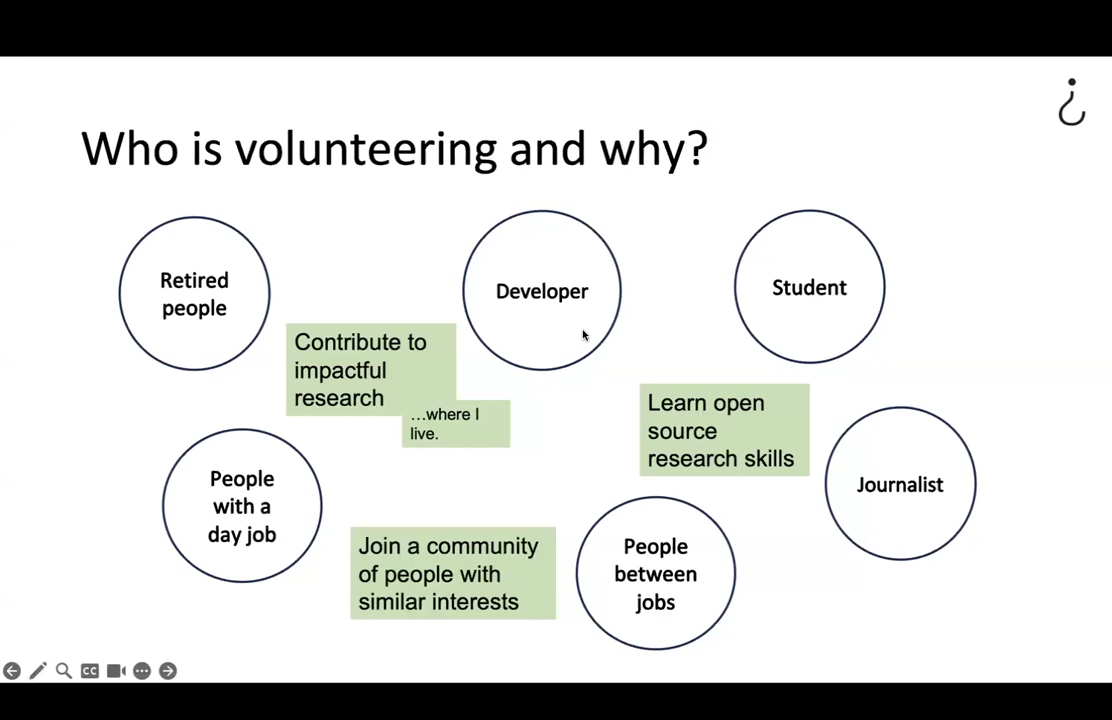 Who is volunteering and why?
Retired
people
Developer
Student
Contribute to
impactful
research
…where I
live.
Learn open
source
research skills
People
with a
day job
Journalist
Join a community
of people with
similar interests
People
between
jobs
CC